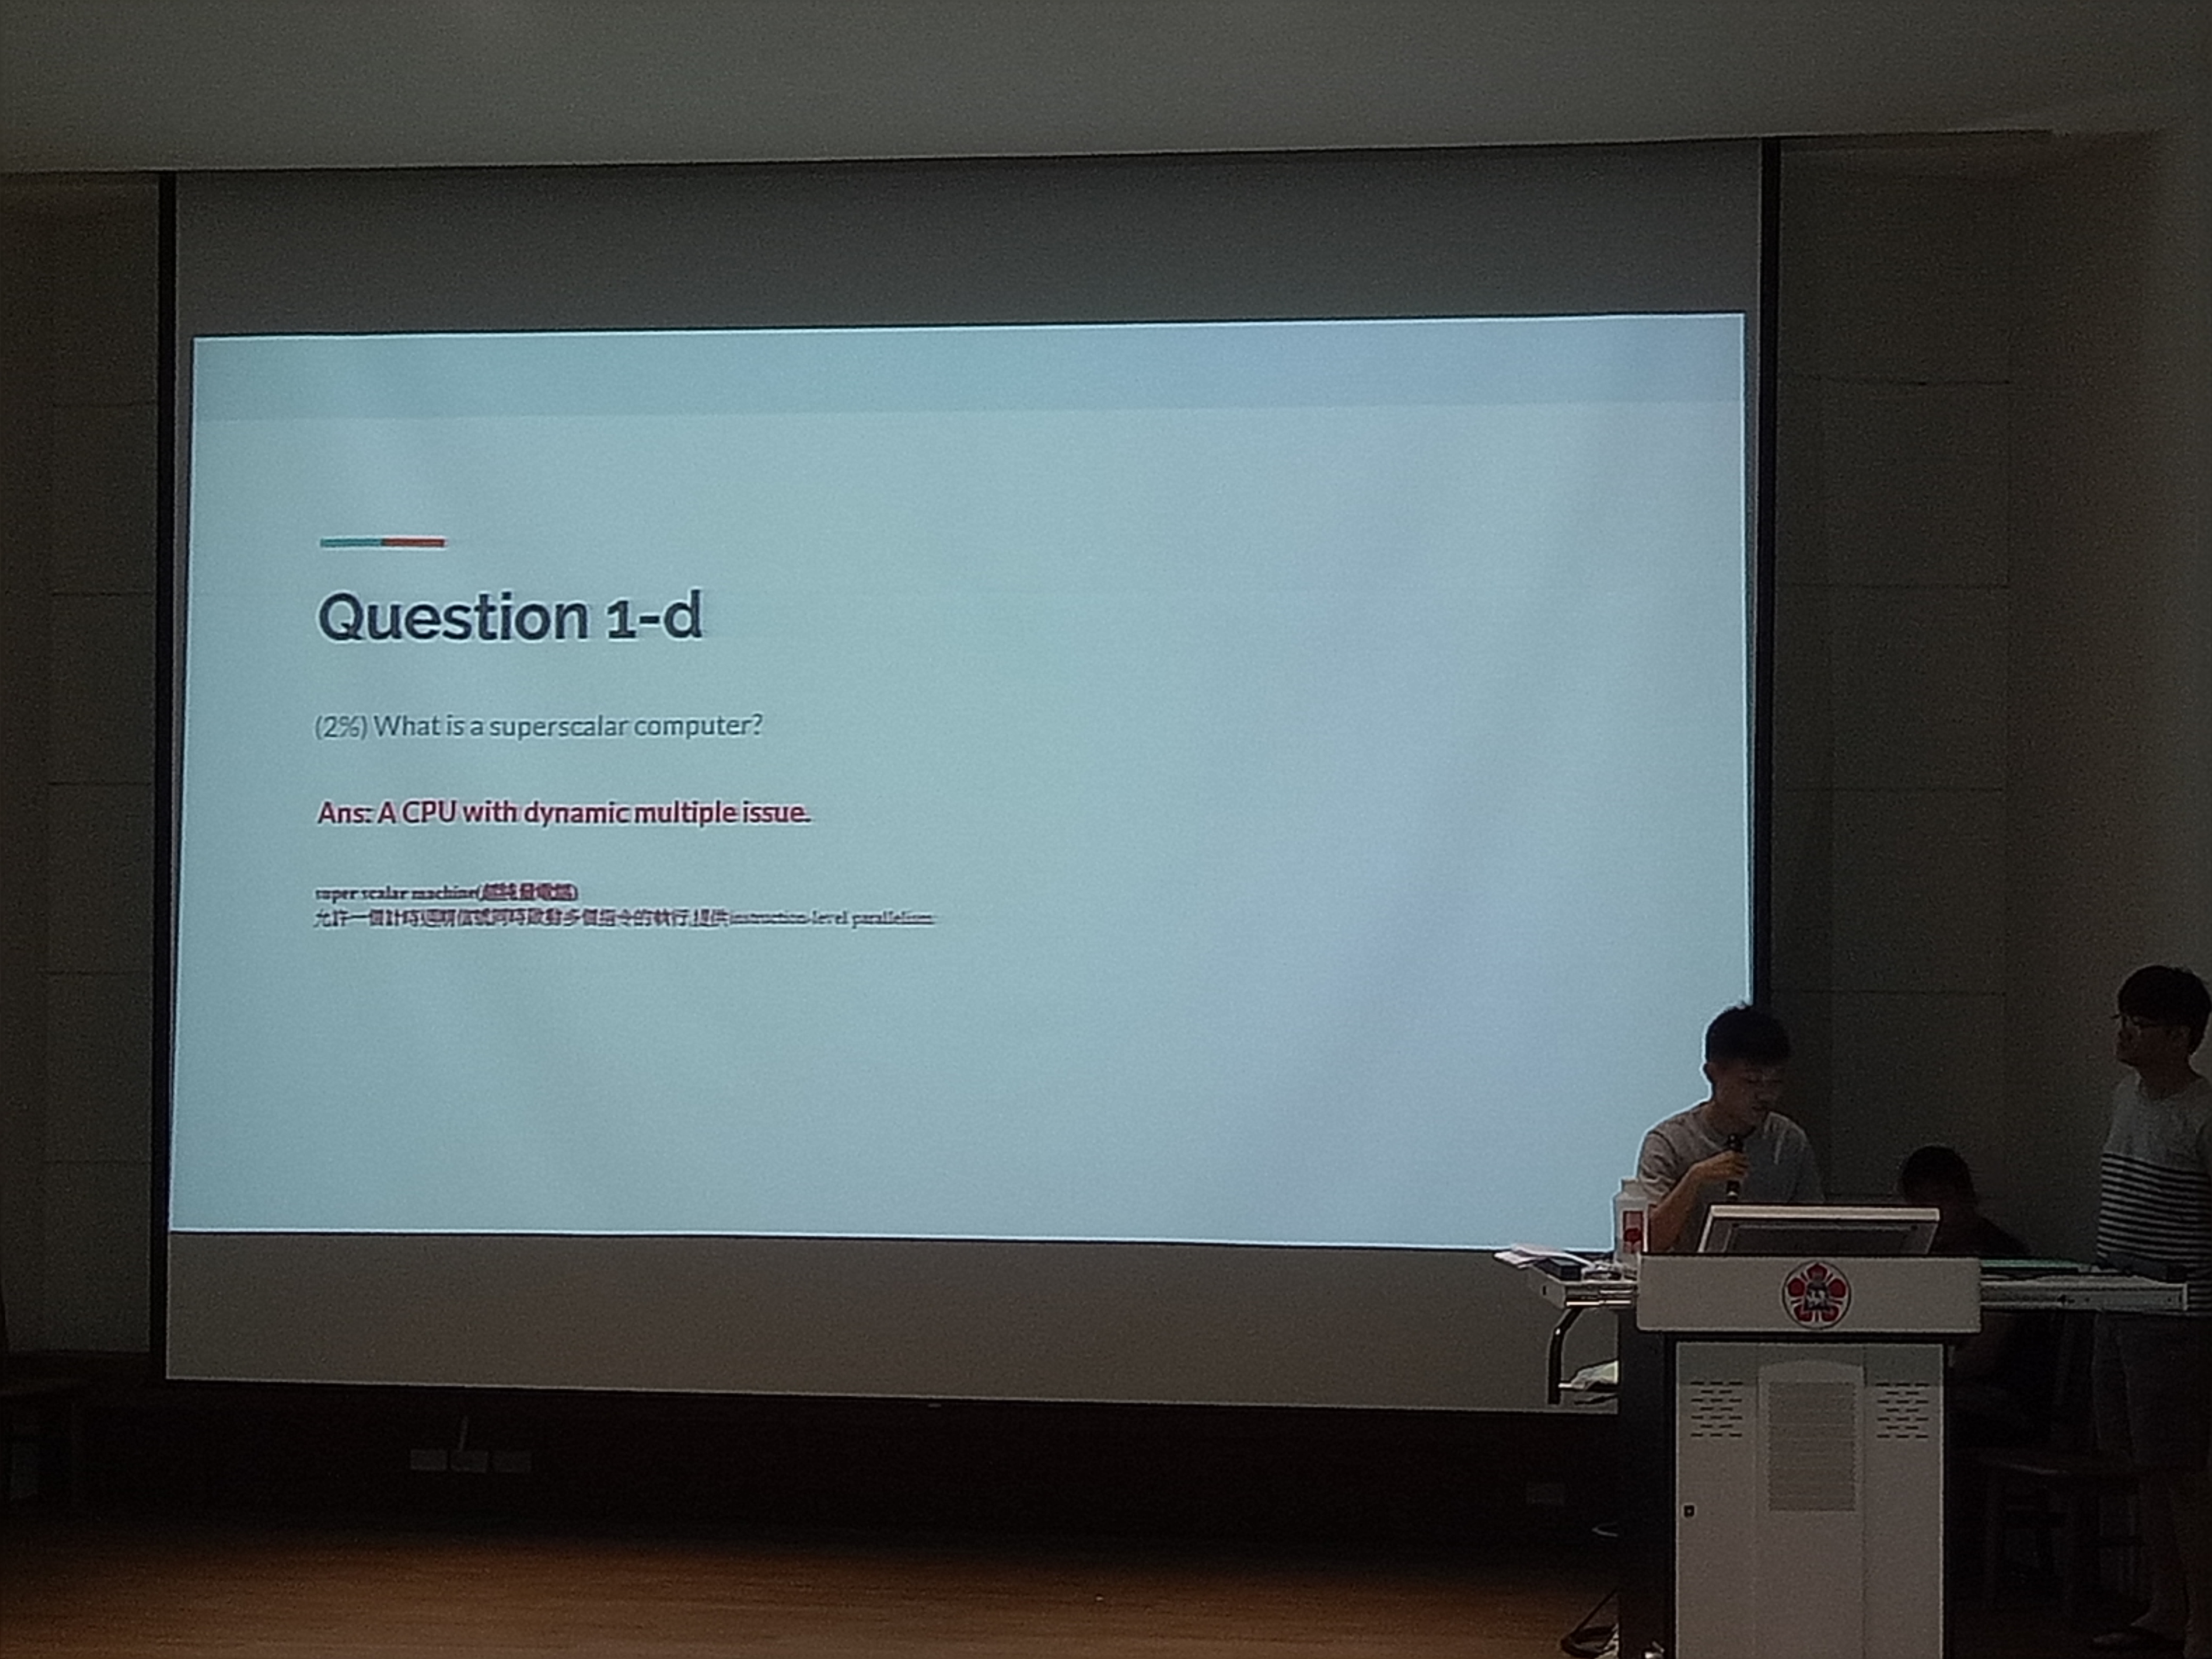 Question 1-d
(2%) What is a superscalar computer?
Ans: A CPU with dynamic multiple issue.
super scalar machine(超純量電腦)
允許一個計時週期信號同時啟動多個指令的執行,提供instruction-level parallelism